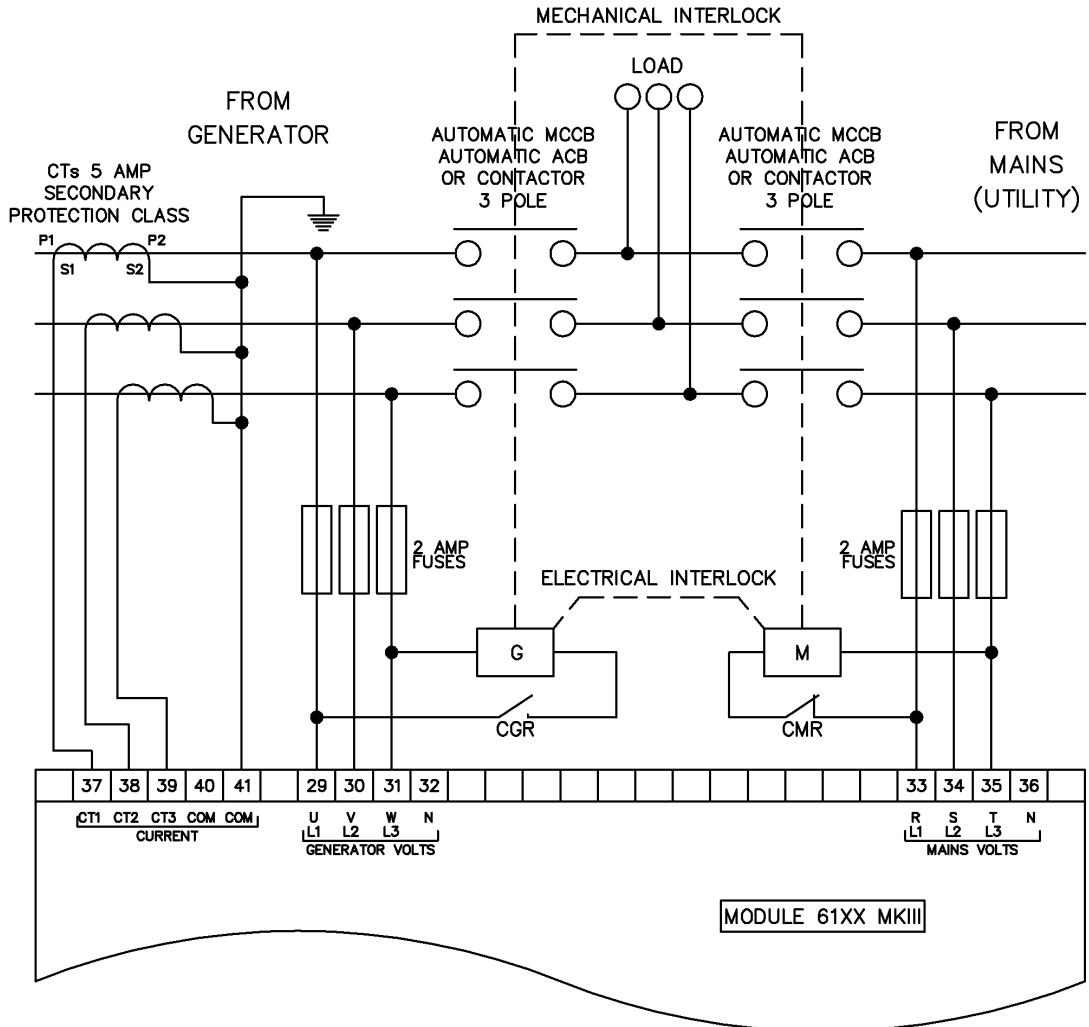 MECHANICAL INTERLOCK
LOAD
FROM
GENERATOR
AUTOMATIC MCCB
AUTOMATIC ACB
OR CONTACTOR
3 POLE
AUTOMATIC MCCB
AUTOMATIC ACB
OR CONTACTOR
3 POLE
FROM
MAINS
(UTILITY)
CTs 5 AMP
SECONDARY
PROTECTION CLASS
P1 P2
S1 S2
2 AMP
FUSES
2 AMP
FUSES
ELECTRICAL INTERLOCK
G
M
CGR
CMR
37 38 39 40 41 29 30 31 32 33 34 35 36
CT1 CT2 CT3 COM COM
CURRENT
U V W N
L1 L2 L3
GENERATOR VOLTS
R S T N
L1 L2 L3
MAINS VOLTS
MODULE 61XX MKIII